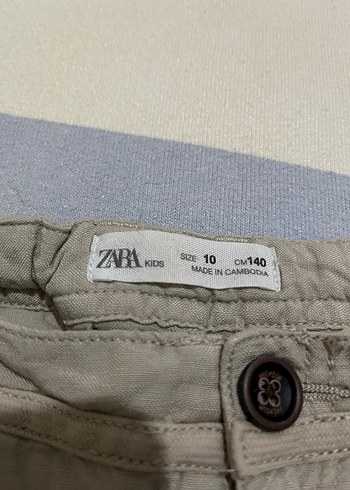 ZARA KIDS SIZE 10 CM 140
MADE IN CAMBODIA